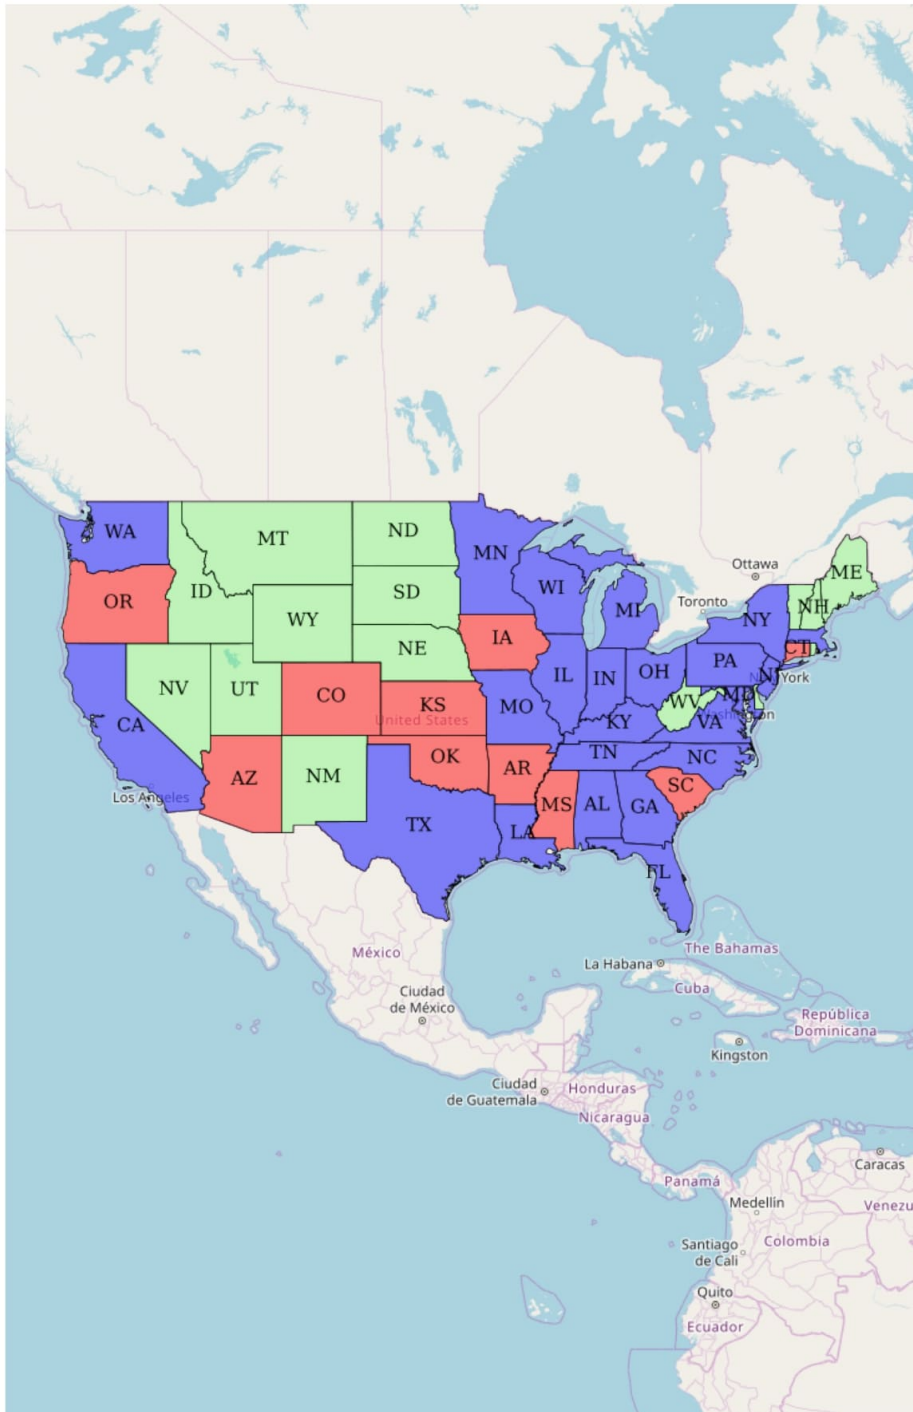 WA
MT
ND
MN
OR
ID
SD
WI
WY
NE
IA
MI
Ottawa
Toronto
ME
NH
NY
CT
NV
UT
CO
KS
United States
MO
IL
IN
OH
PA
NJ
York
MD
WV
VA
KY
CA
AZ
NM
OK
AR
TN
NC
SC
Los Angeles
TX
LA
MS
AL
GA
FL
México
Ciudad
de México
La Habana
The Bahamas
Cuba
República
Dominicana
Kingston
Ciudad
de Guatemala
Honduras
Nicaragua
Panamá
Caracas
Medellín
Venezu
Santiago
de Cali
Colombia
Quito
Ecuador